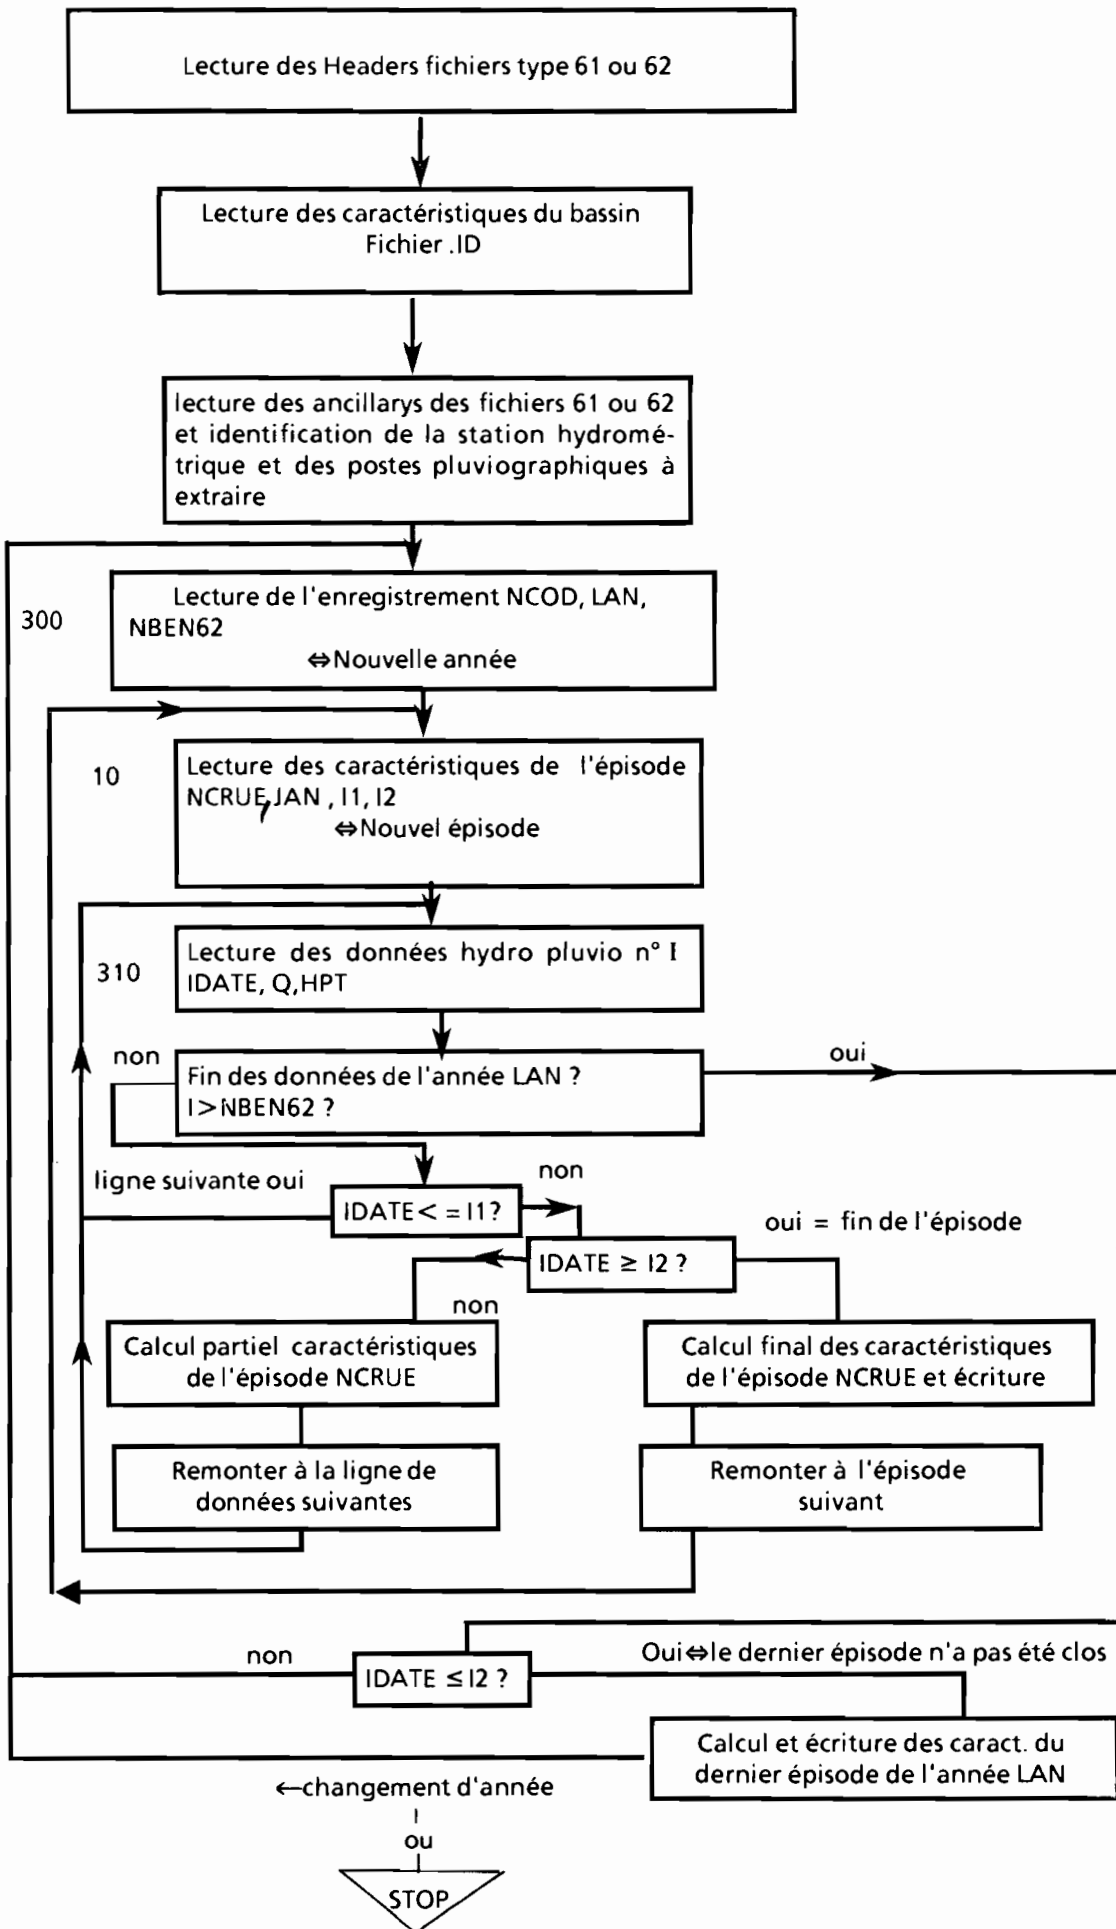 Lecture des Headers fichiers type 61 ou 62
Lecture des caractéristiques du bassin
Fichier .ID
lecture des ancillarys des fichiers 61 ou 62
et identification de la station hydromé-
trique et des postes pluviographiques à
extraire
300
Lecture de l'enregistrement NCOD, LAN,
NBEN62
⇔Nouvelle année
10
Lecture des caractéristiques de l'épisode
NCRUE, JAN , I1, I2
⇔Nouvel épisode
310
Lecture des données hydro pluvio n° I
IDATE, Q,HPT
non
oui
Fin des données de l'année LAN ?
I>NBEN62 ?
ligne suivante oui
non
IDATE< = I1?
oui = fin de l'épisode
IDATE ≥ I2 ?
non
Calcul partiel caractéristiques
de l'épisode NCRUE
Calcul final des caractéristiques
de l'épisode NCRUE et écriture
Remonter à la ligne de
données suivantes
Remonter à l'épisode
suivant
non
Oui⇔le dernier épisode n'a pas été clos
IDATE ≤ I2 ?
Calcul et écriture des caract. du
dernier épisode de l'année LAN
←changement d'année
ou
STOP